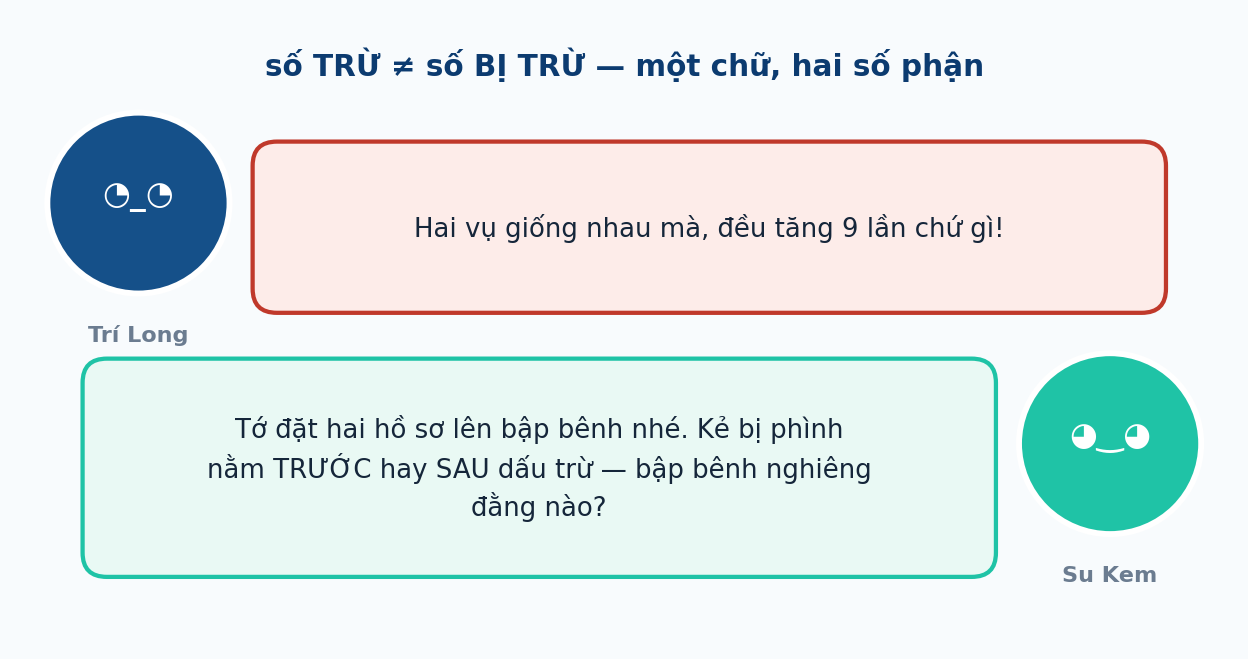 số TRỪ ≠ số BỊ TRỪ — một chữ, hai số phận
Hai vụ giống nhau mà, đều tăng 9 lần chứ gì!
Trí Long
Tớ đặt hai hồ sơ lên bập bênh nhé. Kẻ bị phình
nằm TRƯỚC hay SAU dấu trừ — bập bênh nghiêng
đằng nào?
Su Kem